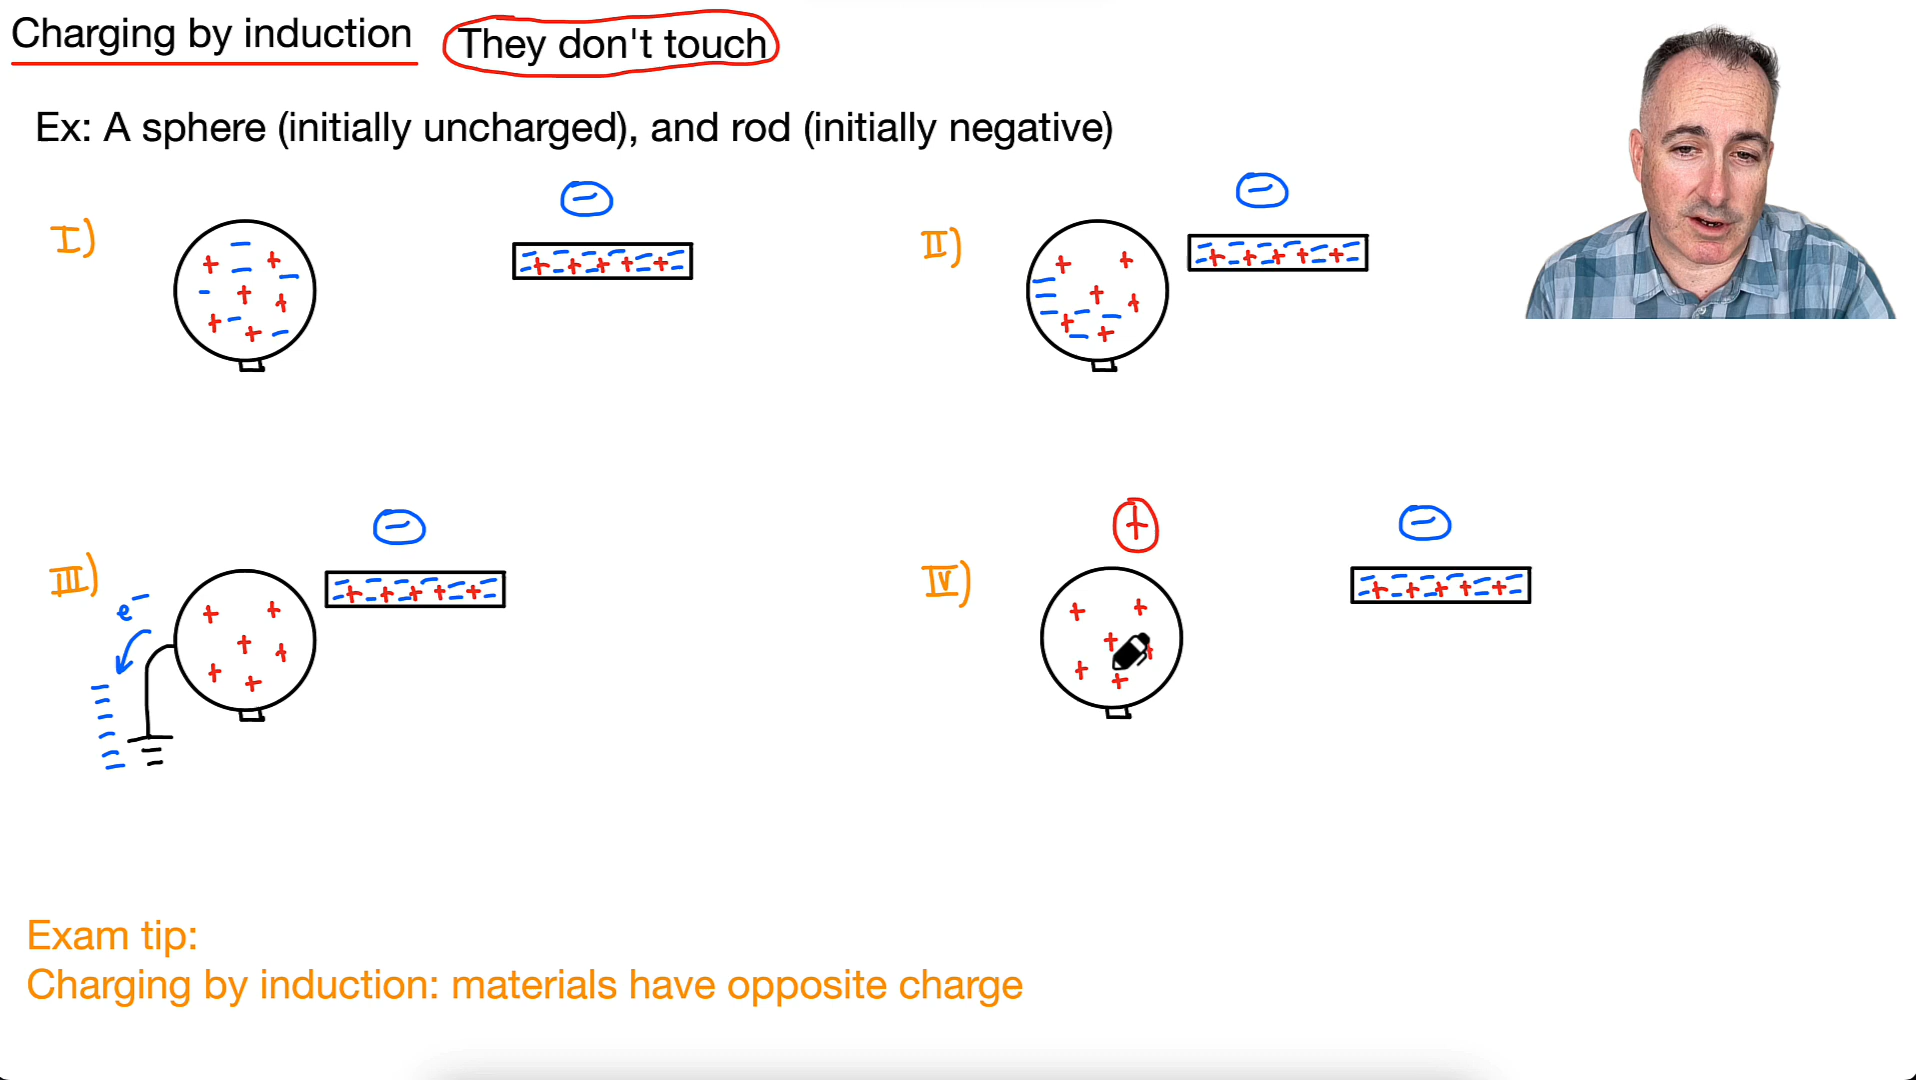 Charging by induction They don't touch
Ex: A sphere (initially uncharged), and rod (initially negative)
I) − II) −
III) − IV) + −
e⁻
Exam tip:
Charging by induction: materials have opposite charge